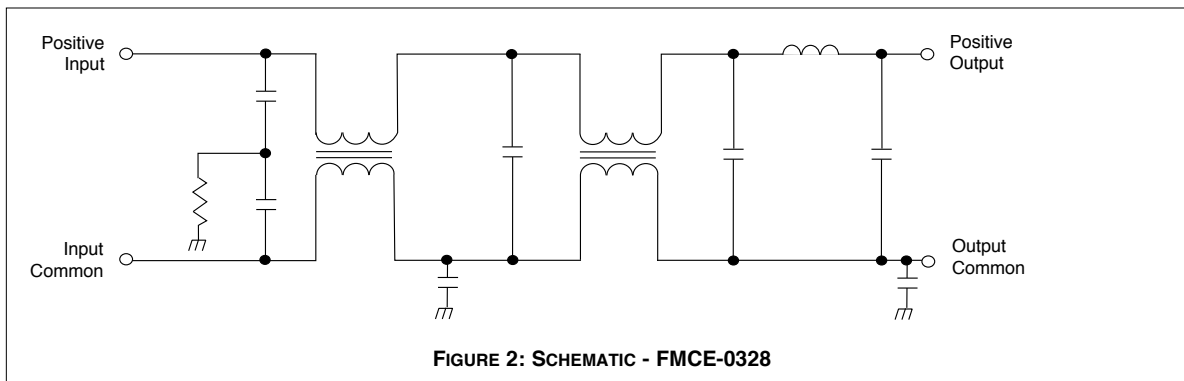 Positive
Input
Positive
Output
Input
Common
Output
Common
FIGURE 2: SCHEMATIC - FMCE-0328